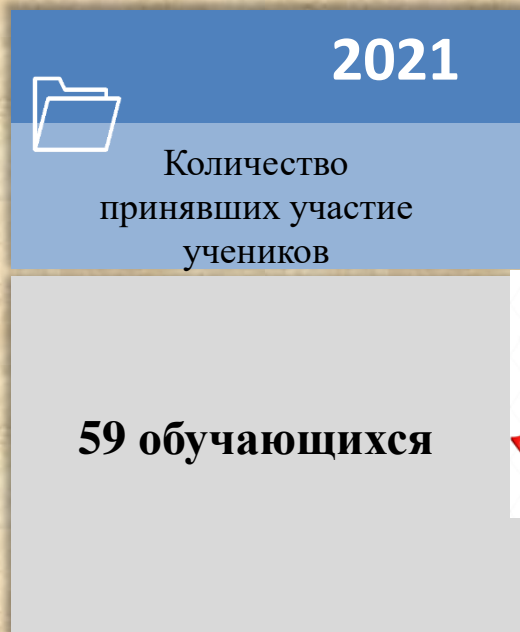 2021
Количество
принявших участие
учеников
59 обучающихся